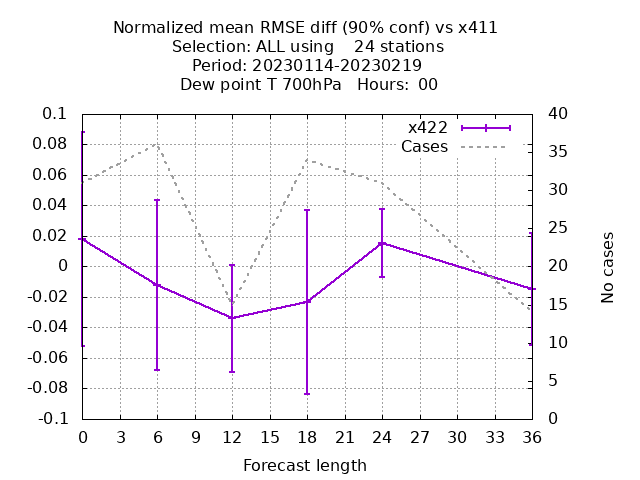 Normalized mean RMSE diff (90% conf) vs x411
Selection: ALL using    24 stations
Period: 20230114-20230219
Dew point T 700hPa   Hours:  00
x422
Cases
0.1
0.08
0.06
0.04
0.02
0
-0.02
-0.04
-0.06
-0.08
-0.1
40
35
30
25
20
15
10
5
0
No cases
0 3 6 9 12 15 18 21 24 27 30 33 36
Forecast length